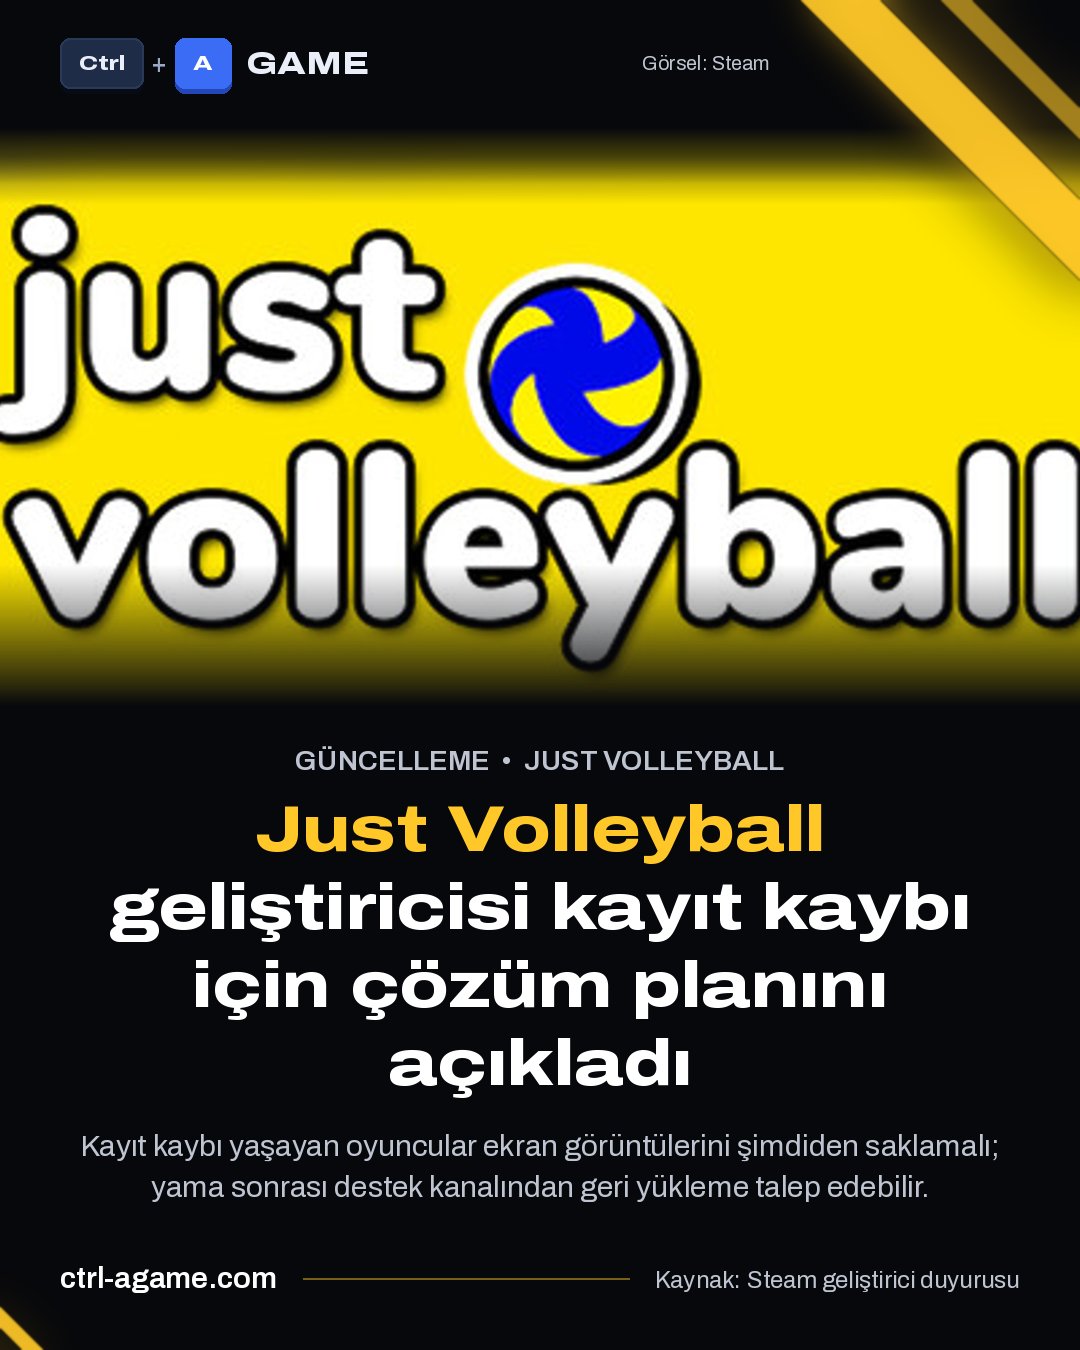 Ctrl + A GAME
Görsel: Steam
just
volleyball
GÜNCELLEME • JUST VOLLEYBALL
Just Volleyball
geliştiricisi kayıt kaybı
için çözüm planını
açıkladı
Kayıt kaybı yaşayan oyuncular ekran görüntülerini şimdiden saklamalı;
yama sonrası destek kanalından geri yükleme talep edebilir.
ctrl-agame.com
Kaynak: Steam geliştirici duyurusu